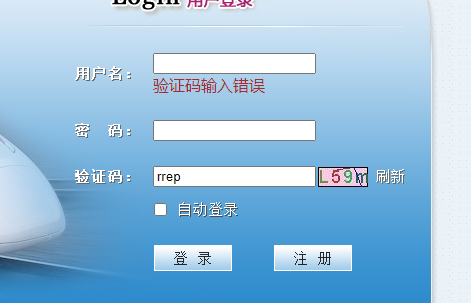 Login 用户登录
用户名：
验证码输入错误
密 码：
验证码： rrep L59m 刷新
自动登录
登 录 注 册